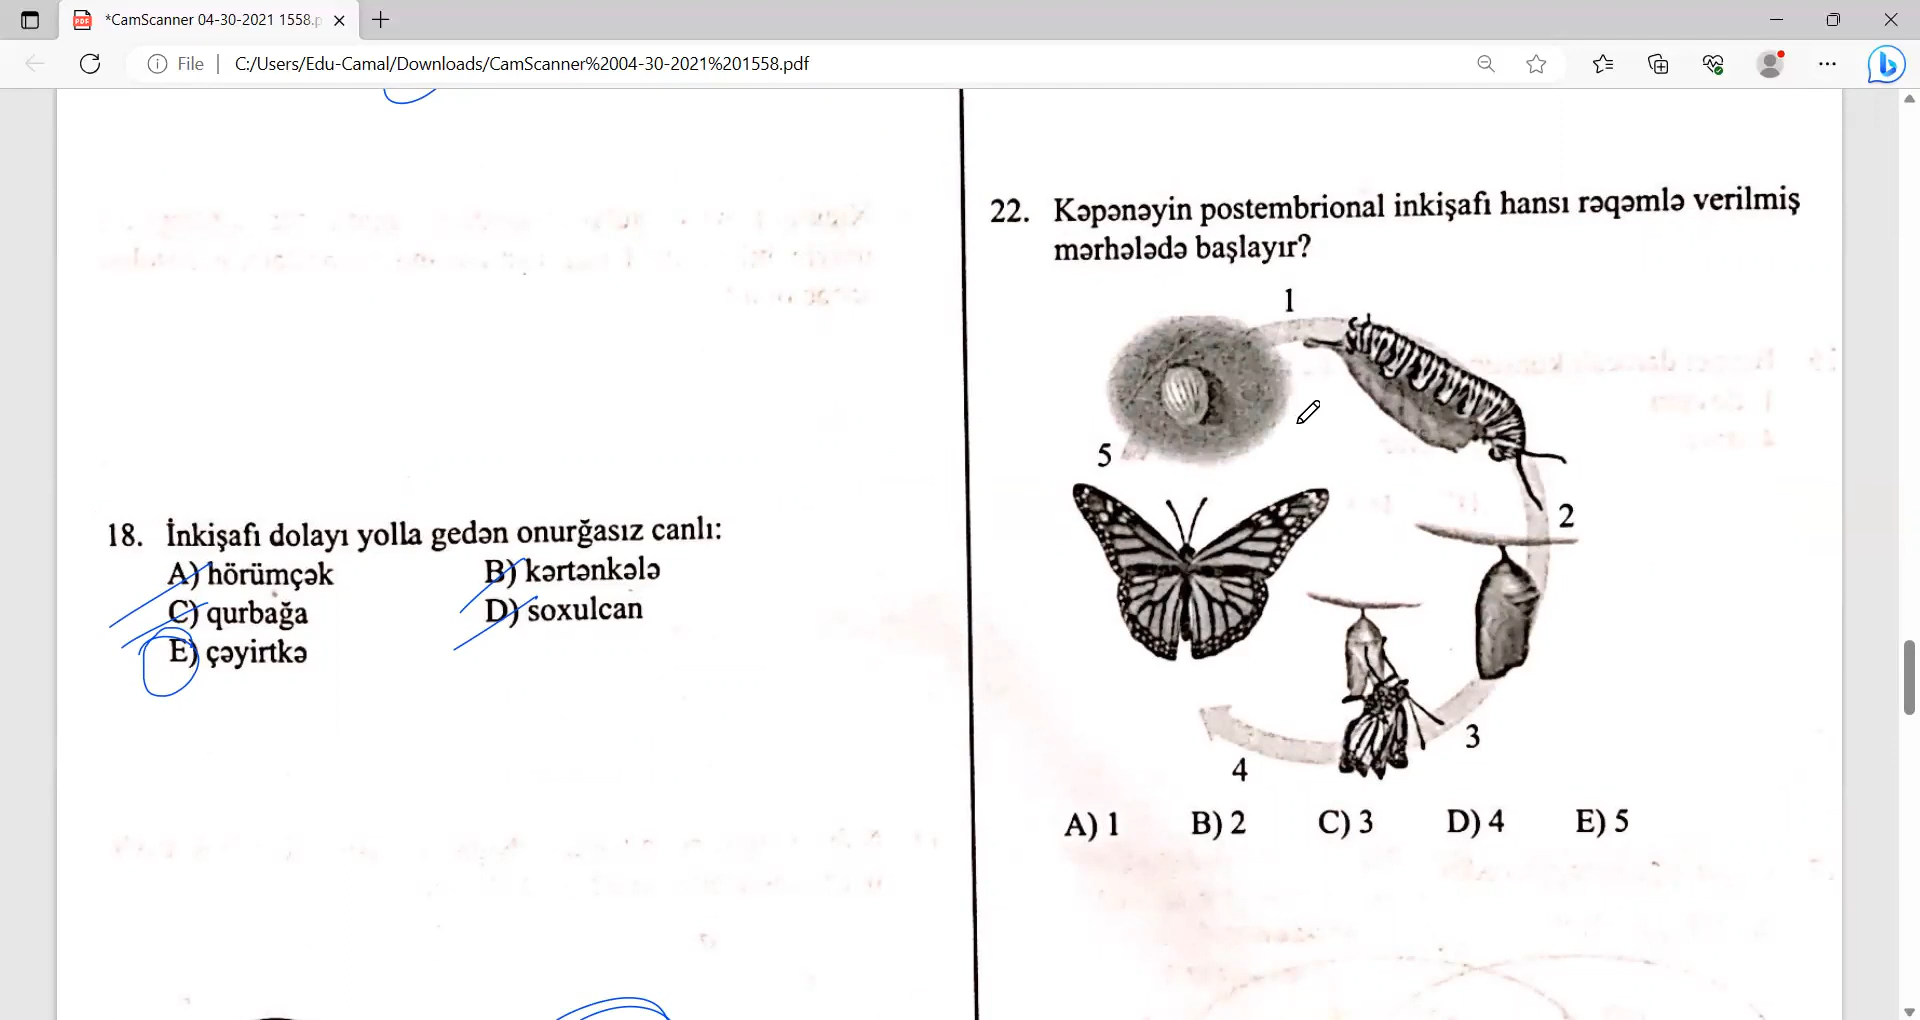 *CamScanner 04-30-2021 1558.p
File
C:/Users/Edu-Camal/Downloads/CamScanner%2004-30-2021%201558.pdf
18. İnkişafı dolayı yolla gedən onurğasız canlı:
A) hörümçək B) kərtənkələ
C) qurbağa D) soxulcan
E) çəyirtkə
22. Kəpənəyin postembrional inkişafı hansı rəqəmlə verilmiş
mərhələdə başlayır?
1
5
2
3
4
A) 1 B) 2 C) 3 D) 4 E) 5